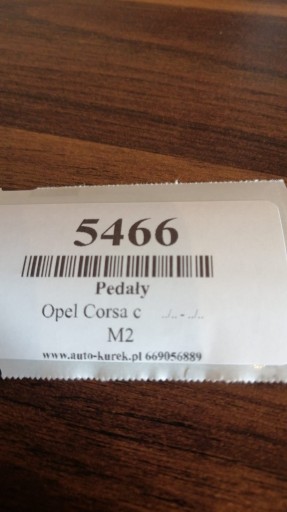 5466
Pedały
Opel Corsa c ../.. - ../..
M2
www.auto-kurek.pl 669056889